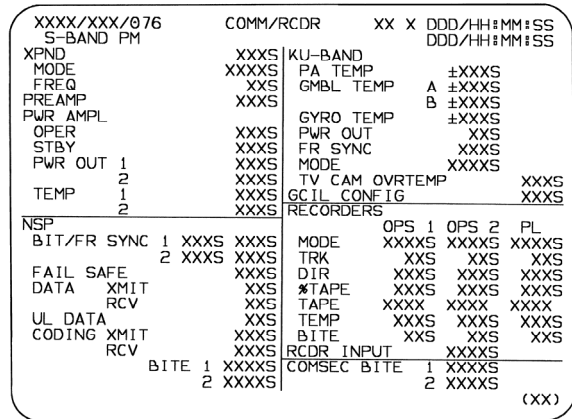 XXXX/XXX/076 COMM/RCDR XX X DDD/HH:MM:SS
DDD/HH:MM:SS
S-BAND PM
XPND XXXS
MODE XXXXS
FREQ XXS
PREAMP XXXS
PWR AMPL
OPER XXXS
STBY XXXS
PWR OUT 1 XXXS
2 XXXS
TEMP 1 XXXS
2 XXXS
NSP
BIT/FR SYNC 1 XXXS XXXS
2 XXXS XXXS
FAIL SAFE XXXS
DATA XMIT XXS
RCV XXS
UL DATA XXXS
CODING XMIT XXXS
RCV XXXS
BITE 1 XXXXS
2 XXXXS
KU-BAND
PA TEMP ±XXXS
GMBL TEMP A ±XXXS
B ±XXXS
GYRO TEMP ±XXXS
PWR OUT XXS
FR SYNC XXXS
MODE XXXXS
TV CAM OVRTEMP XXXS
GCIL CONFIG XXXS
RECORDERS
OPS 1 OPS 2 PL
MODE XXXXS XXXXS XXXXS
TRK XXS XXS XXS
DIR XXXS XXXS XXXS
%TAPE XXXS XXXS XXXS
TAPE XXXX XXXX XXXX
TEMP XXXS XXXS XXXS
BITE XXS XXS XXS
RCDR INPUT XXXXS
COMSEC BITE 1 XXXXS
2 XXXXS
(XX)